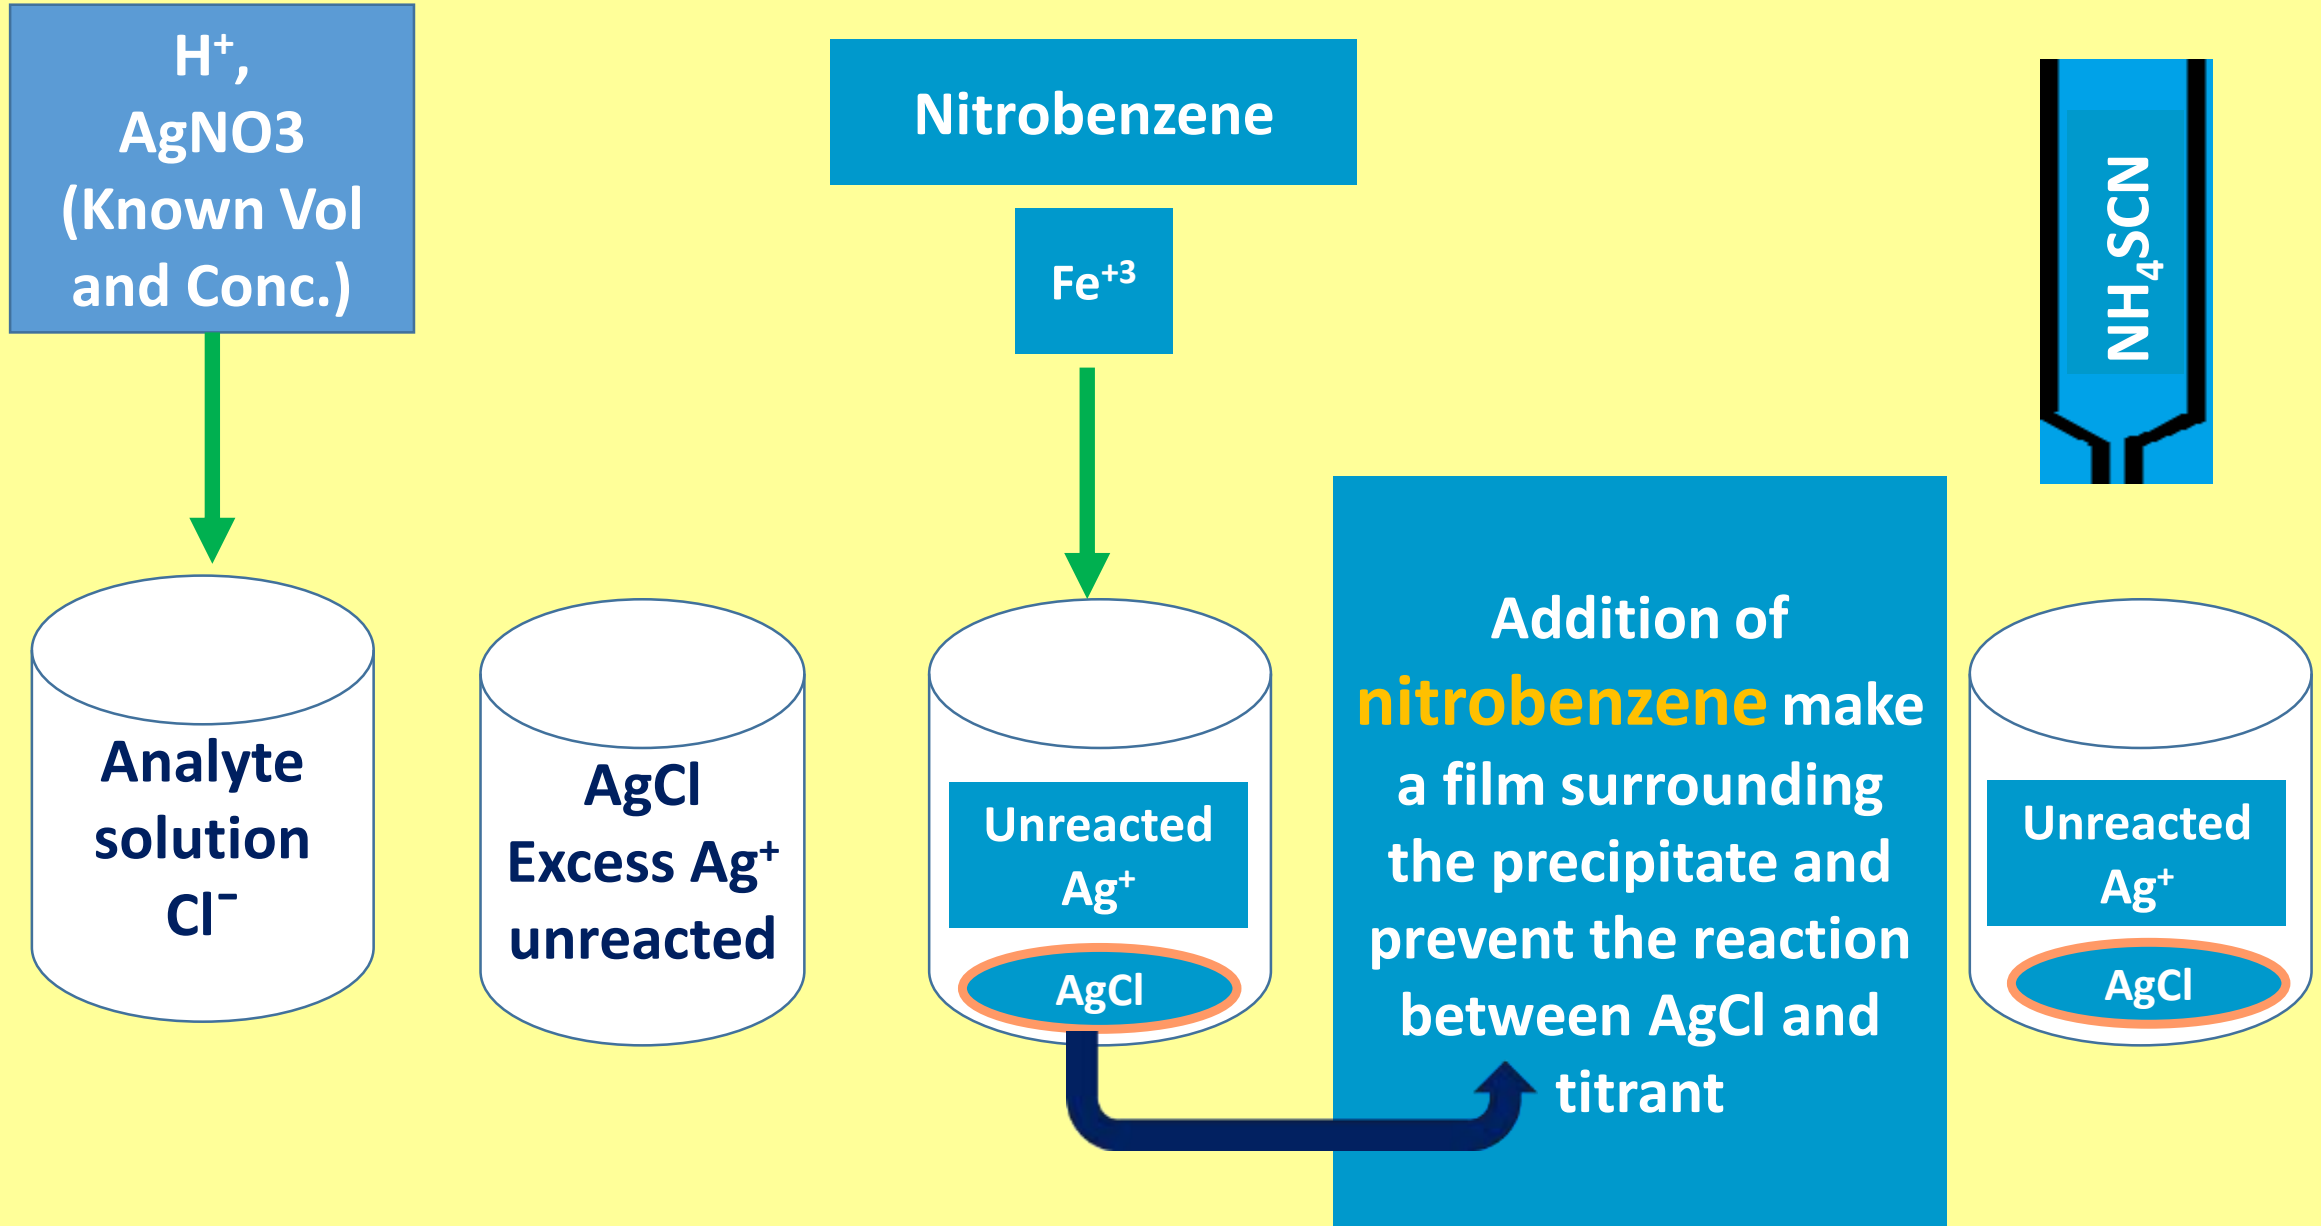 H⁺,
AgNO3
(Known Vol
and Conc.)
Analyte
solution
Cl⁻
AgCl
Excess Ag⁺
unreacted
Nitrobenzene
Fe⁺³
Unreacted
Ag⁺
AgCl
Addition of
nitrobenzene make
a film surrounding
the precipitate and
prevent the reaction
between AgCl and
titrant
NH₄SCN
Unreacted
Ag⁺
AgCl